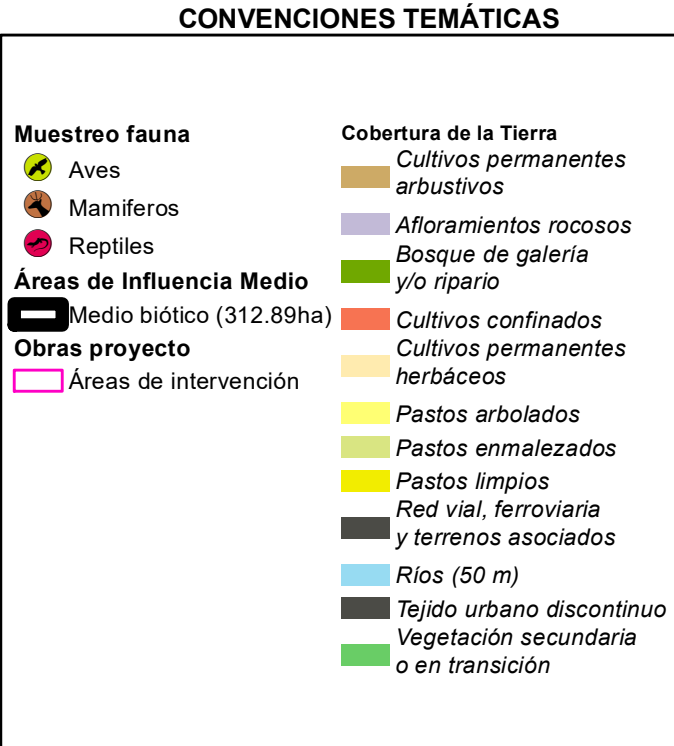 CONVENCIONES TEMÁTICAS
Muestreo fauna
Aves
Mamiferos
Reptiles
Áreas de Influencia Medio
Medio biótico (312.89ha)
Obras proyecto
Áreas de intervención
Cobertura de la Tierra
Cultivos permanentes
arbustivos
Afloramientos rocosos
Bosque de galería
y/o ripario
Cultivos confinados
Cultivos permanentes
herbáceos
Pastos arbolados
Pastos enmalezados
Pastos limpios
Red vial, ferroviaria
y terrenos asociados
Ríos (50 m)
Tejido urbano discontinuo
Vegetación secundaria
o en transición